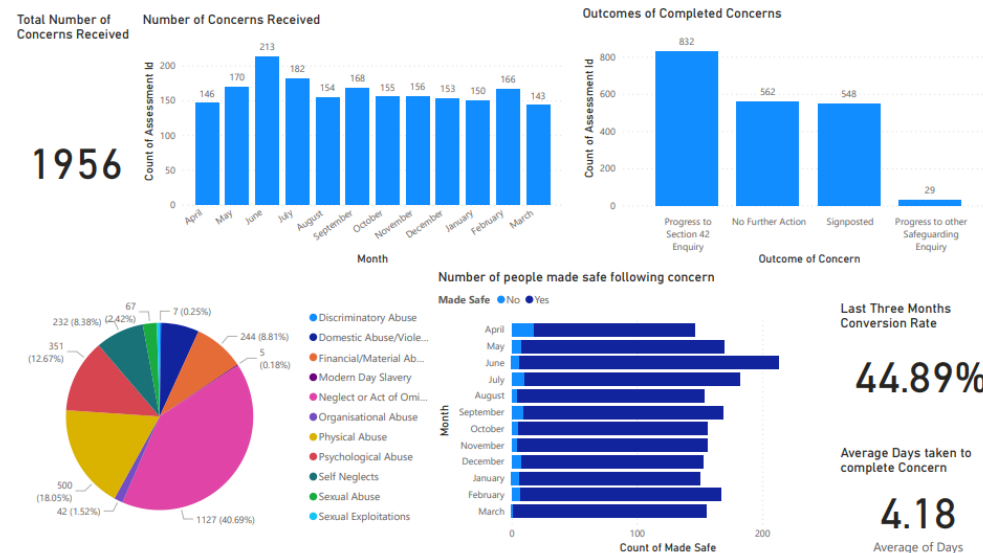 Total Number of
Concerns Received
1956
Number of Concerns Received
Count of Assessment Id
200
150
100
50
0
146
170
213
182
154
168
155
156
153
150
166
143
April
May
June
July
August
September
October
November
December
January
February
March
Month
Outcomes of Completed Concerns
Count of Assessment Id
800
600
400
200
0
832
562
548
29
Progress to
Section 42
Enquiry
No Further Action
Signposted
Progress to other
Safeguarding
Enquiry
Outcome of Concern
67
(2.42%)
7 (0.25%)
232 (8.38%)
244 (8.81%)
351
(12.67%)
5
(0.18%)
500
(18.05%)
42 (1.52%)
1127 (40.69%)
Discriminatory Abuse
Domestic Abuse/Viole...
Financial/Material Ab...
Modern Day Slavery
Neglect or Act of Omi...
Organisational Abuse
Physical Abuse
Psychological Abuse
Self Neglects
Sexual Abuse
Sexual Exploitations
Number of people made safe following concern
Made Safe No Yes
Month
April
May
June
July
August
September
October
November
December
January
February
March
0
100
200
Count of Made Safe
Last Three Months
Conversion Rate
44.89%
Average Days taken to
complete Concern
4.18
Average of Days